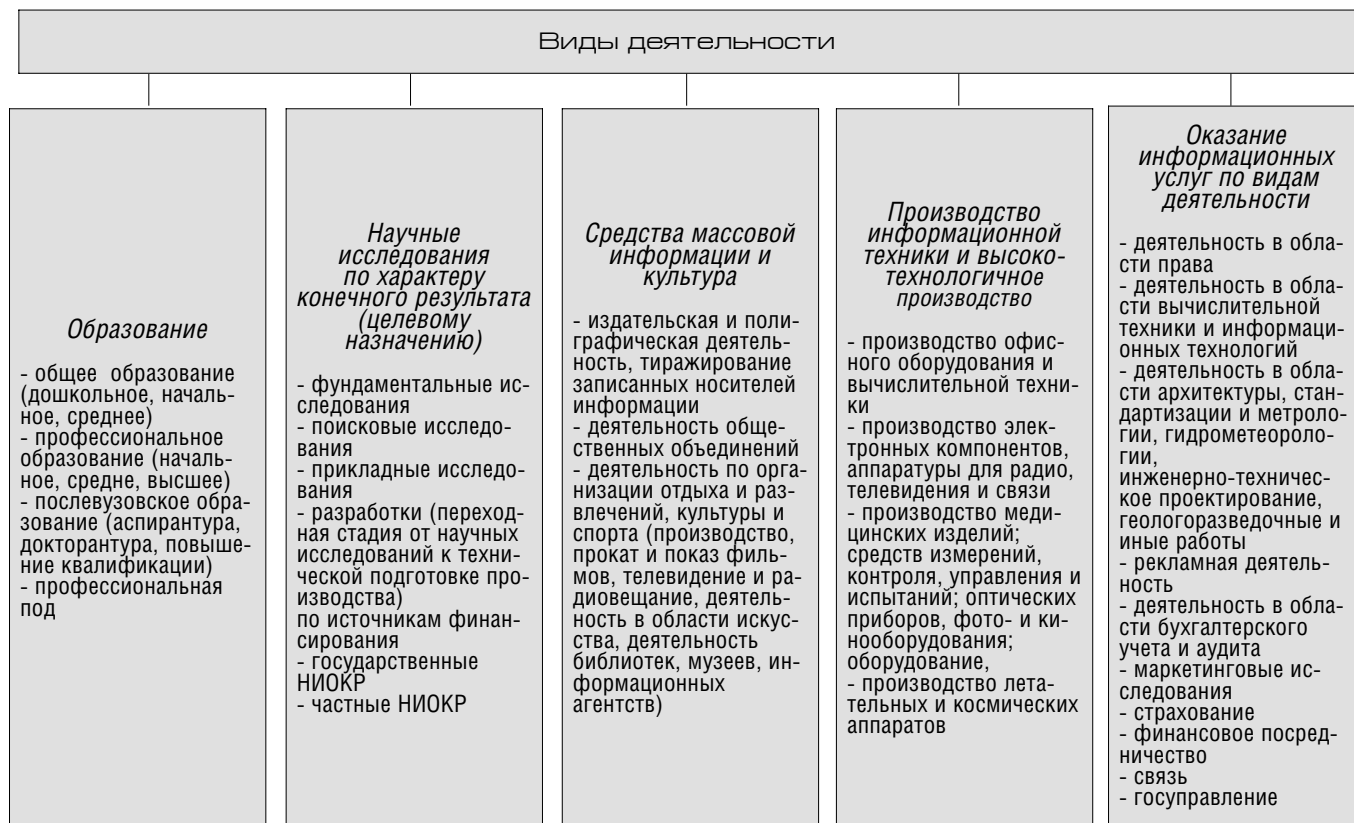 Виды деятельности
Образование
- общее образование
(дошкольное, началь-
ное, среднее)
- профессиональное
образование (началь-
ное, средне, высшее)
- послевузовское обра-
зование (аспирантура,
докторантура, повыше-
ние квалификации)
- профессиональная
под
Научные
исследования
по характеру
конечного результата
(целевому
назначению)
- фундаментальные ис-
следования
- поисковые исследо-
вания
- прикладные исследо-
вания
- разработки (переход-
ная стадия от научных
исследований к техни-
ческой подготовке про-
изводства)
по источникам финан-
сирования
- государственные
НИОКР
- частные НИОКР
Средства массовой
информации и
культура
- издательская и поли-
графическая деятель-
ность, тиражирование
записанных носителей
информации
- деятельность обще-
ственных объединений
- деятельность по орга-
низации отдыха и раз-
влечений, культуры и
спорта (производство,
прокат и показ филь-
мов, телевидение и ра-
диовещание, деятель-
ность в области искус-
ства, деятельность
библиотек, музеев, ин-
формационных
агентств)
Производство
информационной
техники и высоко-
технологичное
производство
- производство офис-
ного оборудования и
вычислительной техни-
ки
- производство элек-
тронных компонентов,
аппаратуры для радио,
телевидения и связи
- производство меди-
цинских изделий;
средств измерений,
контроля, управления и
испытаний; оптических
приборов, фото- и ки-
нооборудования;
оборудование,
- производство лета-
тельных и космических
аппаратов
Оказание
информационных
услуг по видам
деятельности
- деятельность в обла-
сти права
- деятельность в обла-
сти вычислительной
техники и информаци-
онных технологий
- деятельность в обла-
сти архитектуры, стан-
дартизации и метроло-
гии, гидрометеороло-
гии,
инженерно-техничес-
кое проектирование,
геологоразведочные и
иные работы
- рекламная деятель-
ность
- деятельность в обла-
сти бухгалтерского
учета и аудита
- маркетинговые ис-
следования
- страхование
- финансовое посред-
ничество
- связь
- госуправление